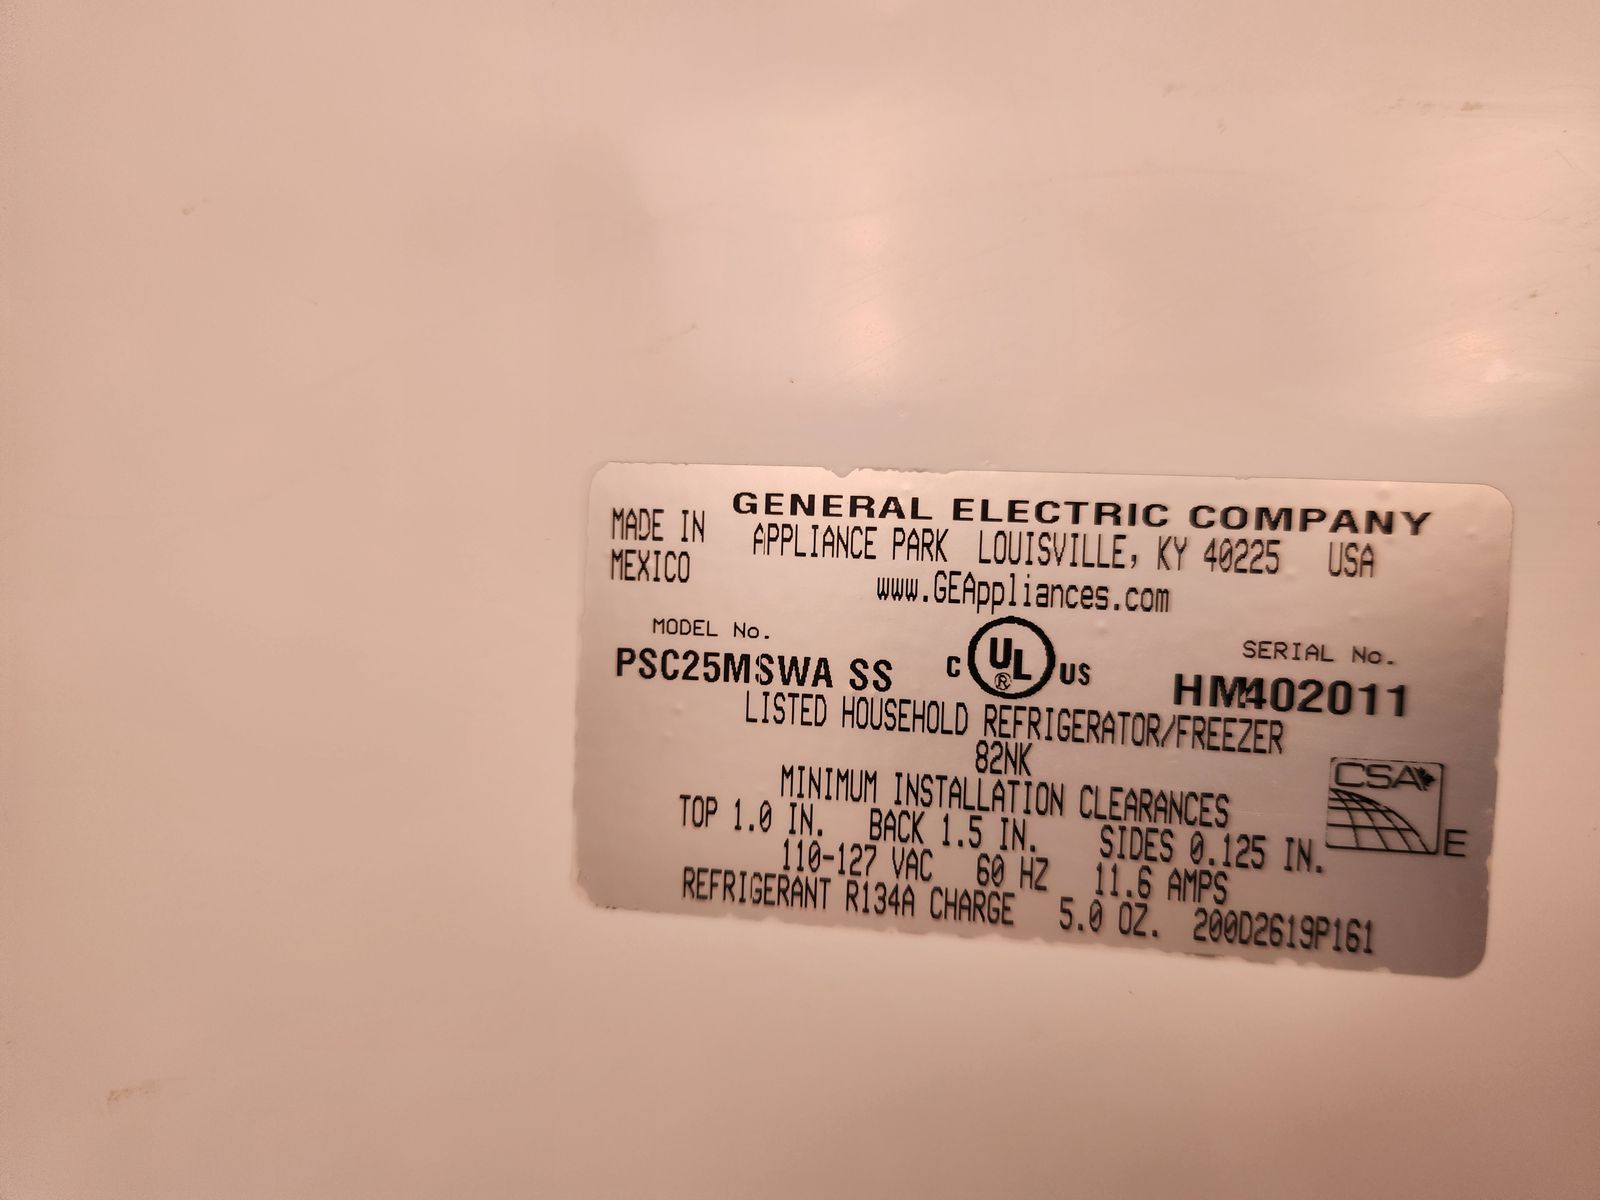 GENERAL ELECTRIC COMPANY
MADE IN
MEXICO
APPLIANCE PARK LOUISVILLE, KY 40225 USA
www.GEAppliances.com
MODEL No.
PSC25MSWA SS
C UL® US
SERIAL No.
HM402011
LISTED HOUSEHOLD REFRIGERATOR/FREEZER
82NK
MINIMUM INSTALLATION CLEARANCES
TOP 1.0 IN. BACK 1.5 IN. SIDES 0.125 IN.
110-127 VAC 60 HZ 11.6 AMPS
REFRIGERANT R134A CHARGE 5.0 OZ. 200D2619P161
CSA
E